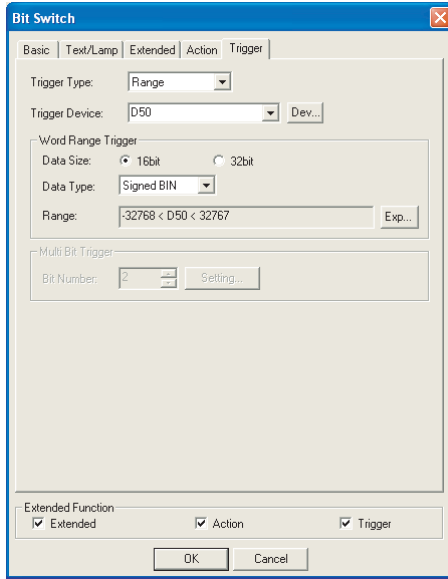 Bit Switch
Basic Text/Lamp Extended Action Trigger
Trigger Type: Range
Trigger Device: D50 Dev...
Word Range Trigger
Data Size: 16bit 32bit
Data Type: Signed BIN
Range: -32768 < D50 < 32767 Exp...
Multi Bit Trigger
Bit Number: 2 Setting...
Extended Function
Extended Action Trigger
OK Cancel